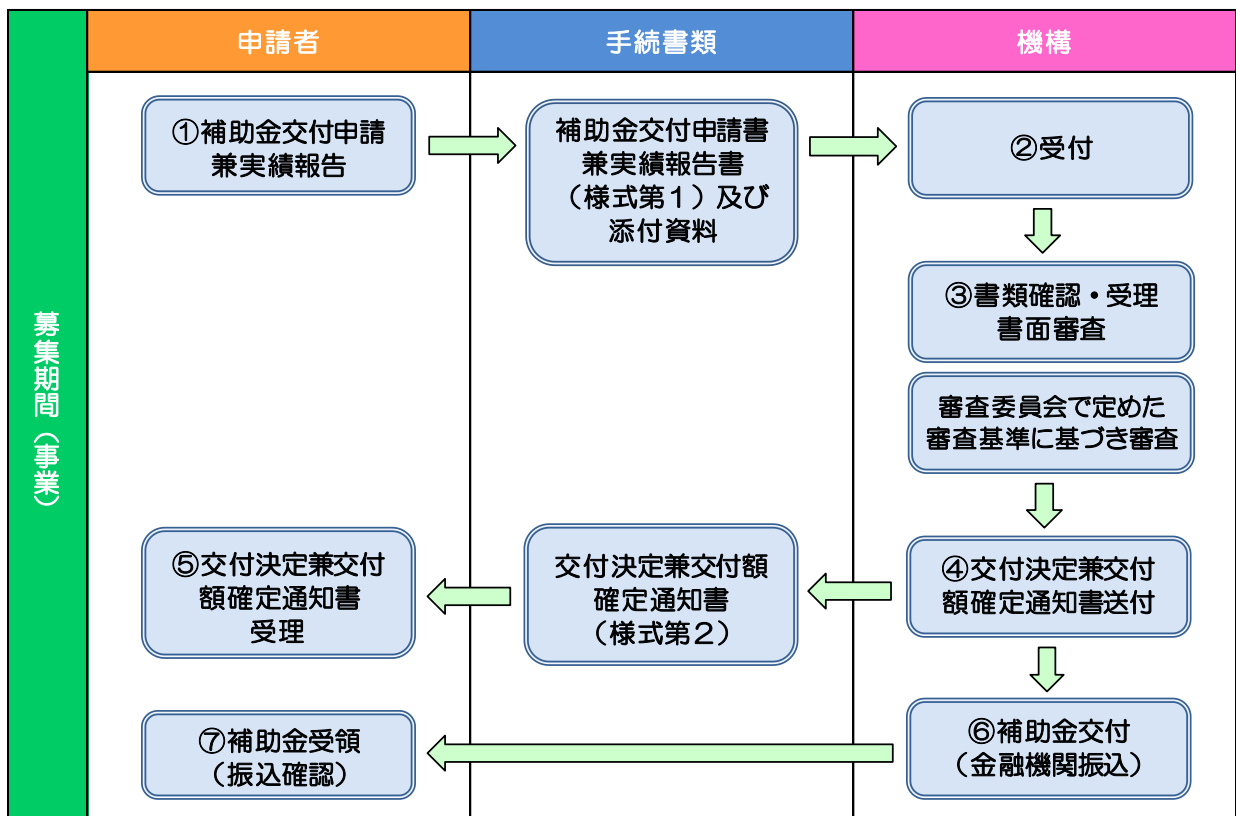 申請者
手続書類
機構
募集期間（事業）
①補助金交付申請
兼実績報告
補助金交付申請書
兼実績報告書
（様式第１）及び
添付資料
②受付
③書類確認・受理
書面審査
審査委員会で定めた
審査基準に基づき審査
④交付決定兼交付
額確定通知書送付
交付決定兼交付額
確定通知書
（様式第２）
⑤交付決定兼交付
額確定通知書
受理
⑥補助金交付
（金融機関振込）
⑦補助金受領
（振込確認）